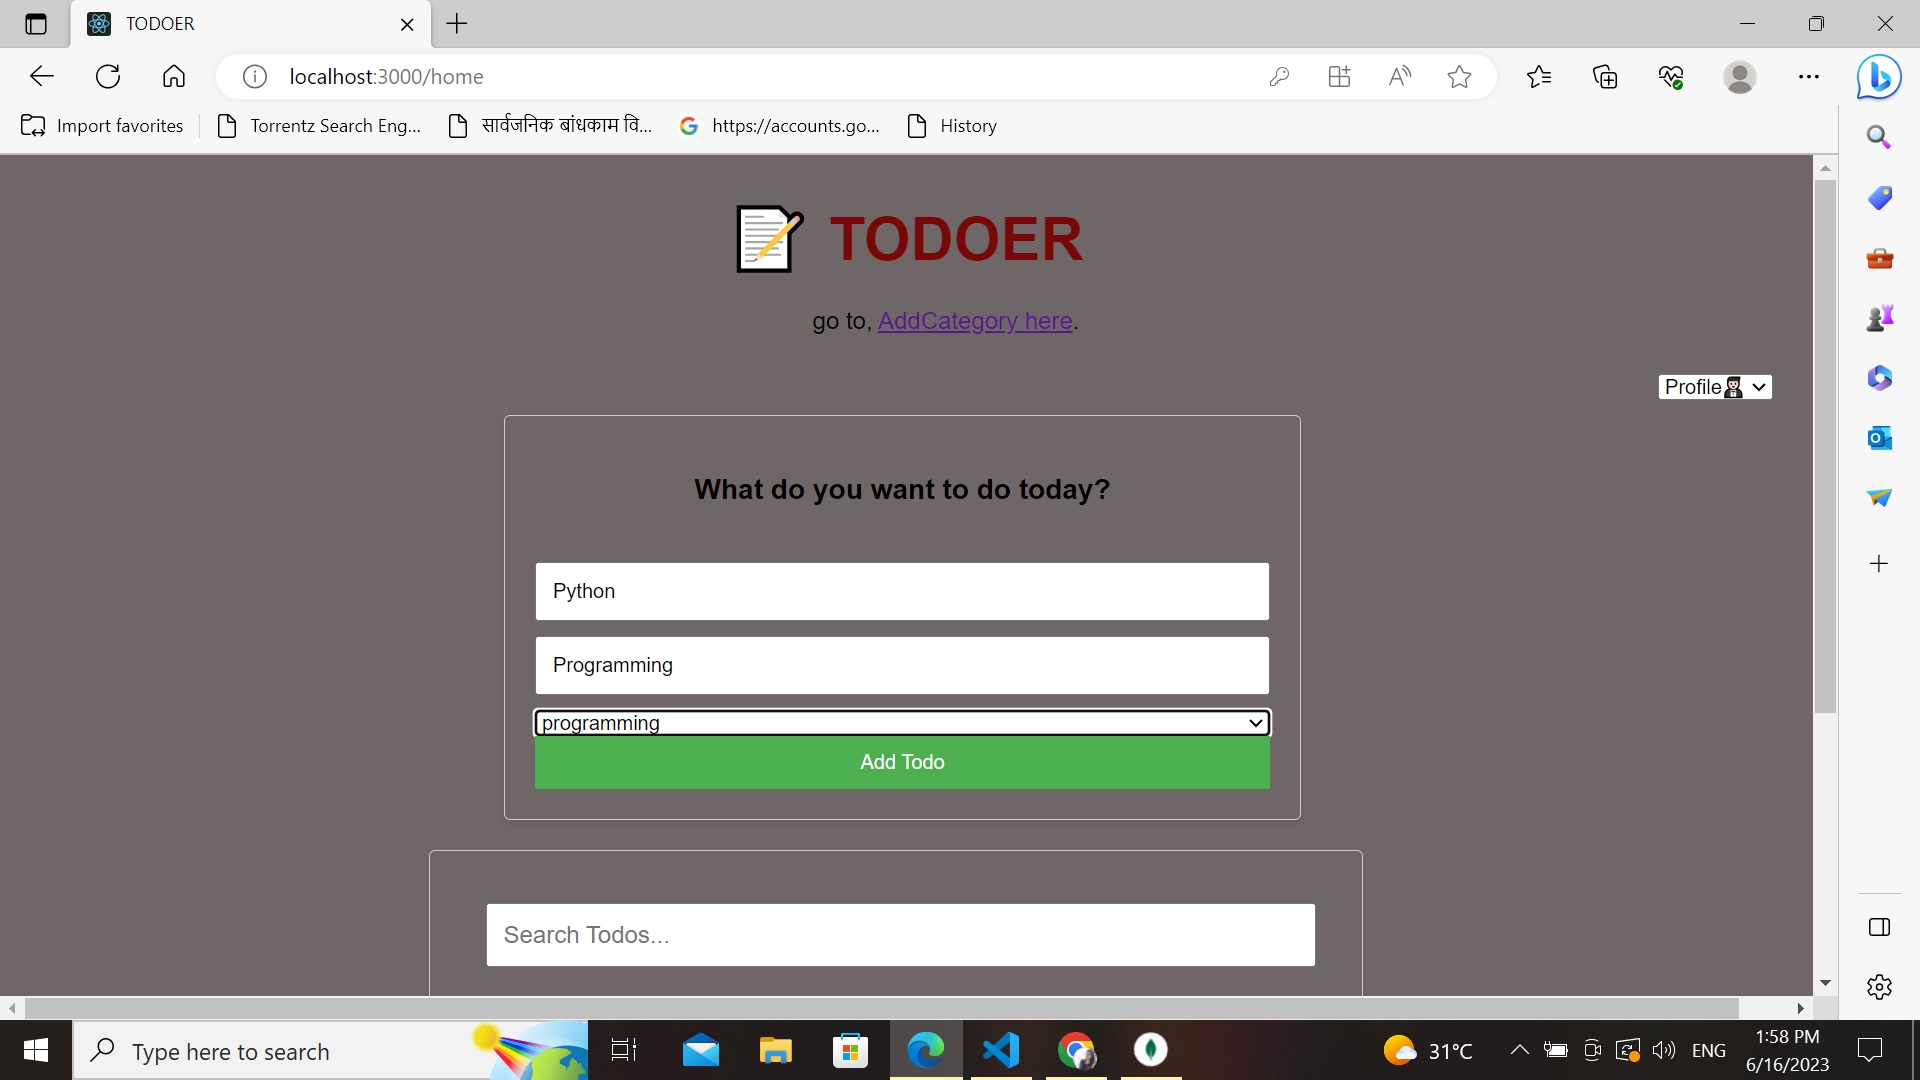 TODOER
localhost:3000/home
Import favorites
Torrentz Search Eng...
सार्वजनिक बांधकाम वि...
https://accounts.go...
History
TODOER
go to, AddCategory here.
Profile
What do you want to do today?
Python
Programming
programming
Add Todo
Search Todos...
Type here to search
31°C
ENG
1:58 PM
6/16/2023